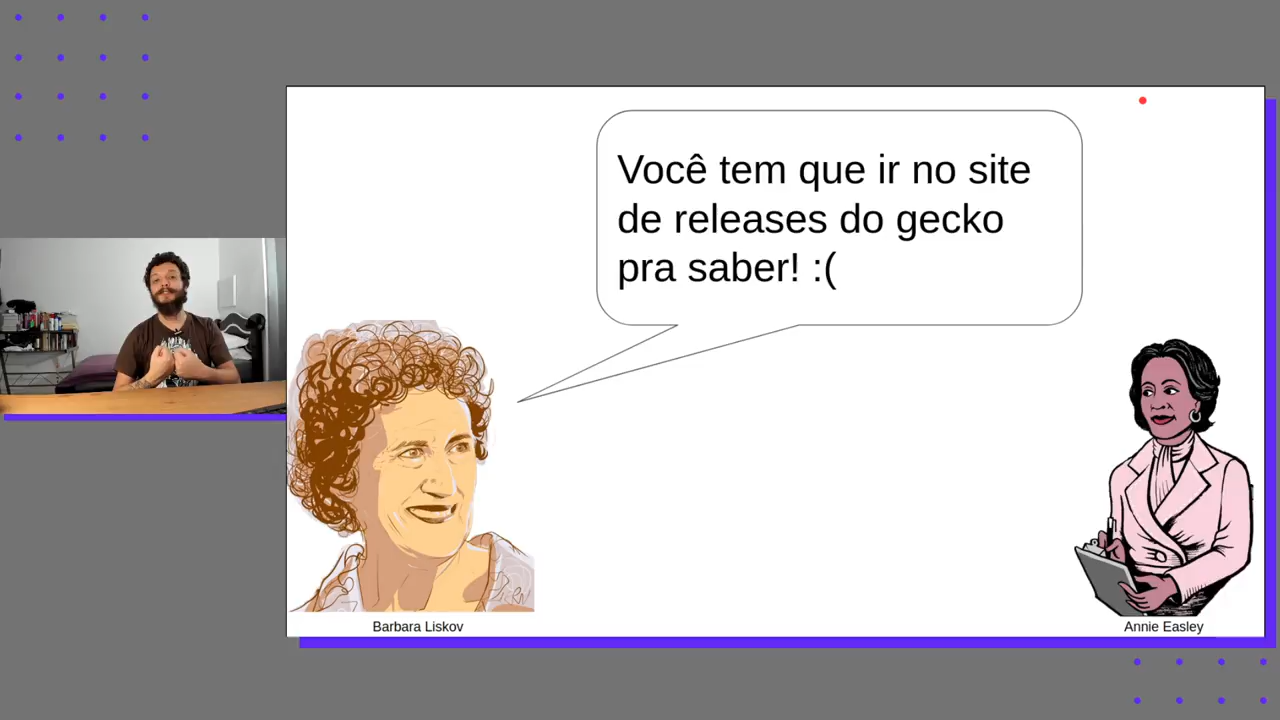 Você tem que ir no site
de releases do gecko
pra saber! :(
Barbara Liskov
Annie Easley